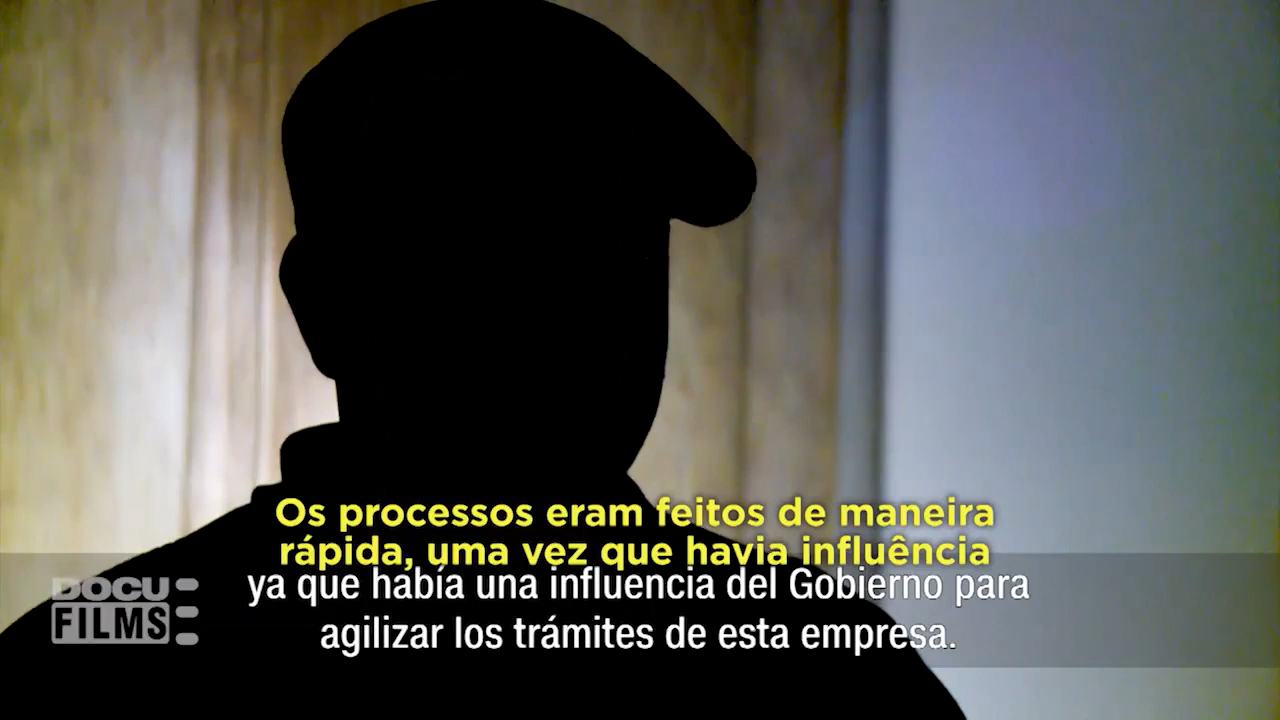 Os processos eram feitos de maneira
rápida, uma vez que havia influência
ya que había una influencia del Gobierno para
agilizar los trámites de esta empresa.
DOCU
FILMS